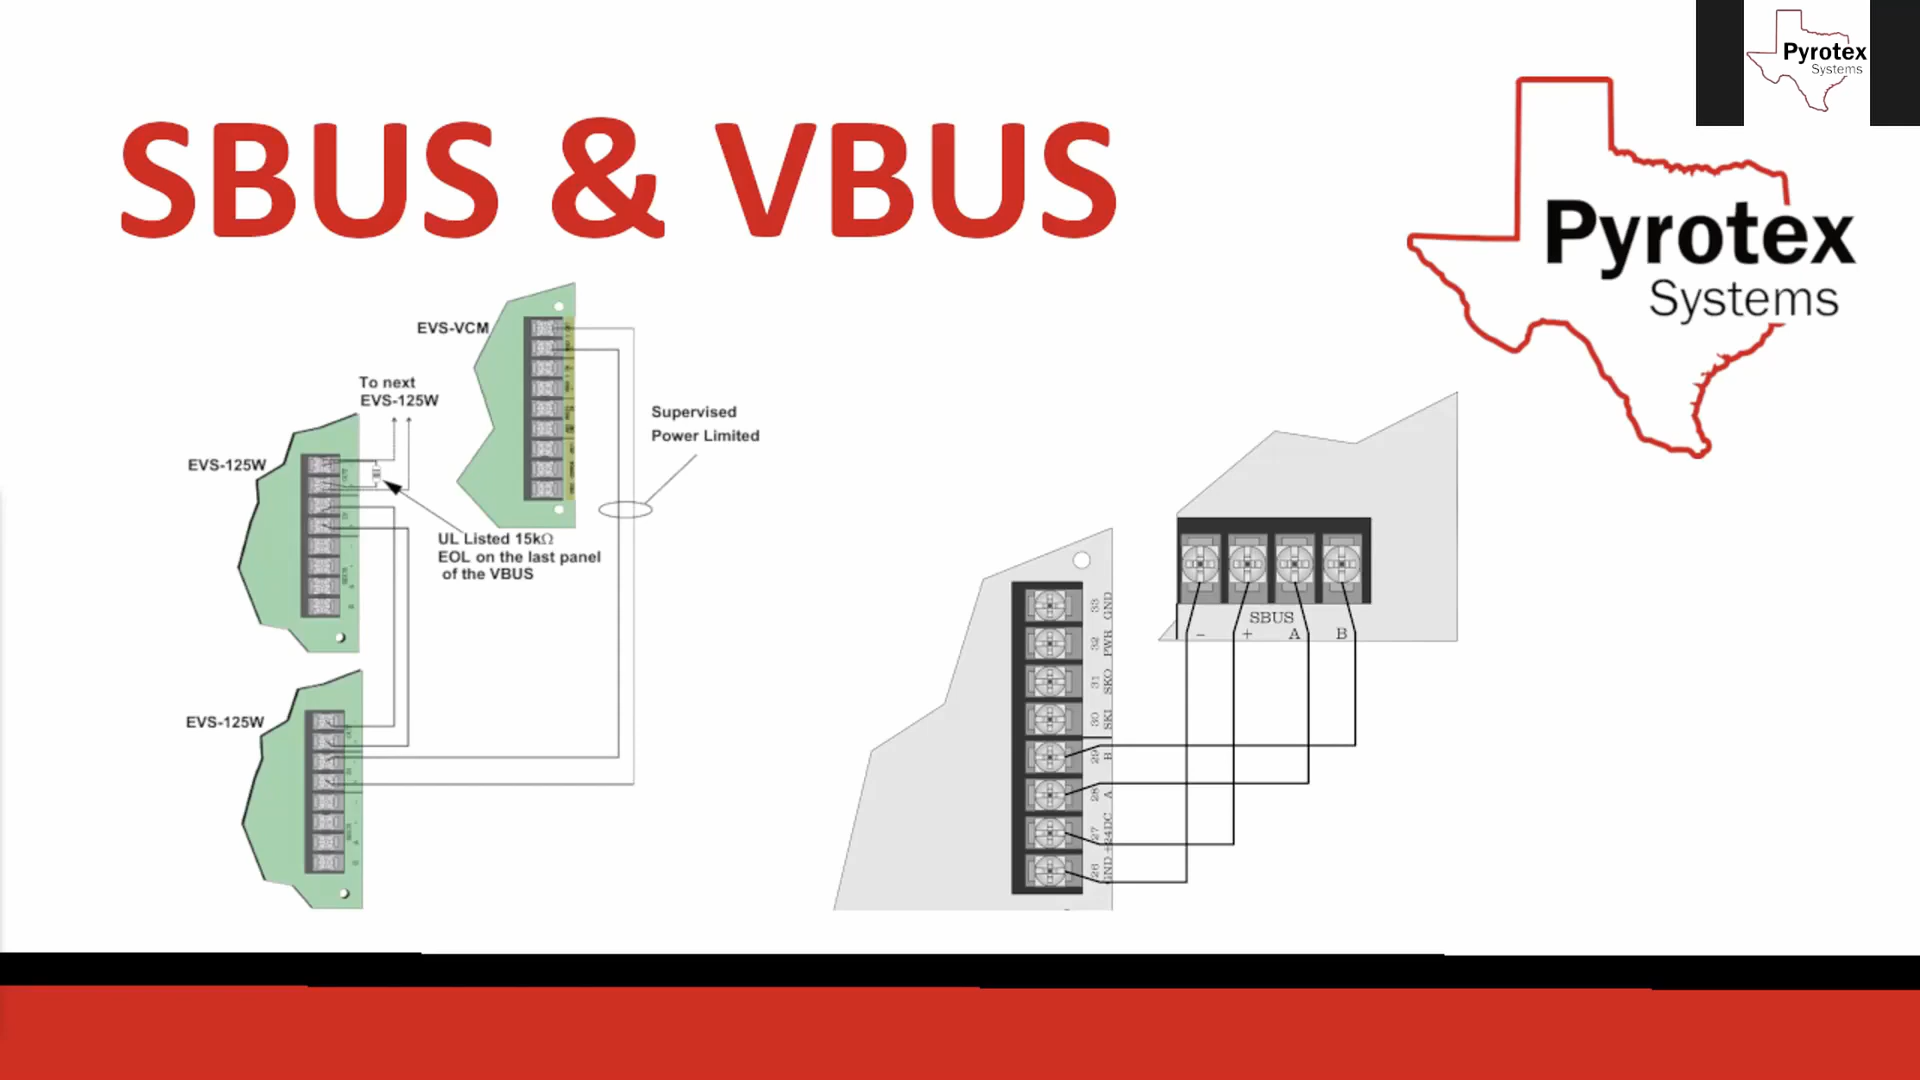 Pyrotex
Systems
SBUS & VBUS
Pyrotex
Systems
EVS-VCM
To next
EVS-125W
EVS-125W
Supervised
Power Limited
UL Listed 15kΩ
EOL on the last panel
of the VBUS
EVS-125W
SBUS
− + A B
33 GND
32 PWR
31 SKO
30 SKI
29 B
28 A
27 +24DC
26 GND